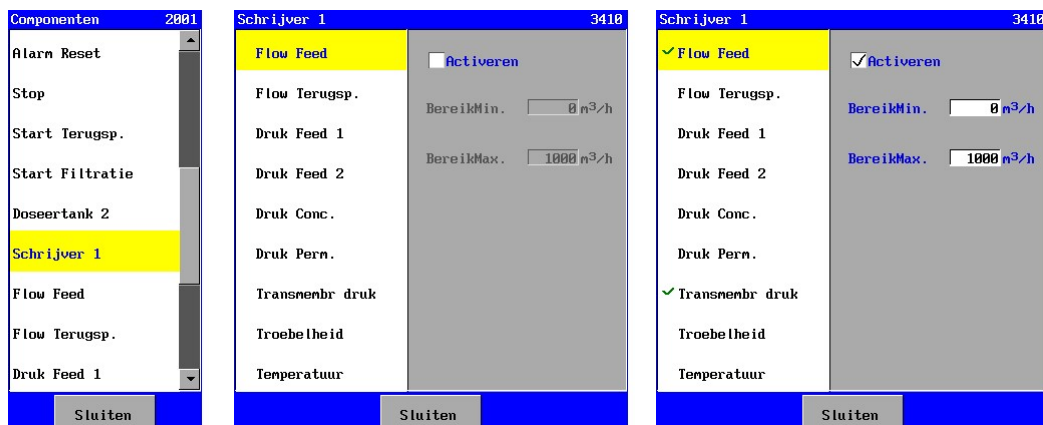 Componenten 2001
Alarm Reset
Stop
Start Terugsp.
Start Filtratie
Doseertank 2
Schrijver 1
Flow Feed
Flow Terugsp.
Druk Feed 1
Sluiten
Schrijver 1 3410
Flow Feed
Flow Terugsp.
Druk Feed 1
Druk Feed 2
Druk Conc.
Druk Perm.
Transmembr druk
Troebelheid
Temperatuur
Activeren
BereikMin. 0 m³/h
BereikMax. 1000 m³/h
Sluiten
Schrijver 1 3410
Flow Feed
Flow Terugsp.
Druk Feed 1
Druk Feed 2
Druk Conc.
Druk Perm.
Transmembr druk
Troebelheid
Temperatuur
Activeren
BereikMin. 0 m³/h
BereikMax. 1000 m³/h
Sluiten